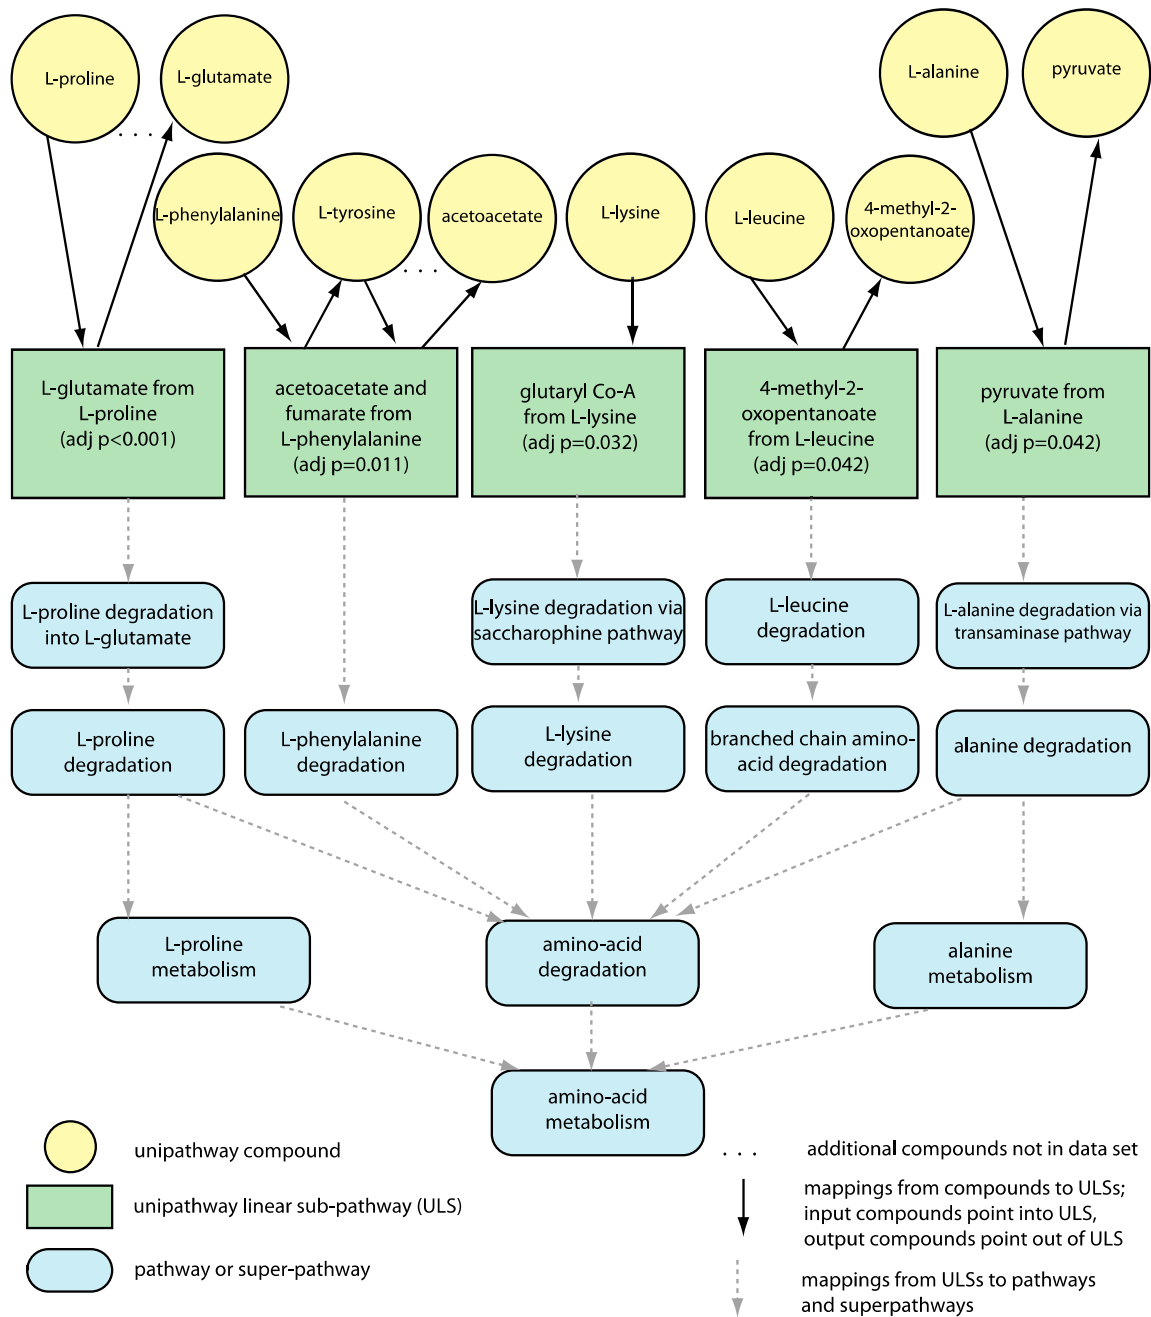 L-proline
L-glutamate
L-alanine
pyruvate
. . .
L-phenylalanine
L-tyrosine
acetoacetate
L-lysine
L-leucine
4-methyl-2-
oxopentanoate
. . .
L-glutamate from
L-proline
(adj p<0.001)
acetoacetate and
fumarate from
L-phenylalanine
(adj p=0.011)
glutaryl Co-A
from L-lysine
(adj p=0.032)
4-methyl-2-
oxopentanoate
from L-leucine
(adj p=0.042)
pyruvate from
L-alanine
(adj p=0.042)
L-proline degradation
into L-glutamate
L-lysine degradation via
saccharophine pathway
L-leucine
degradation
L-alanine degradation via
transaminase pathway
L-proline
degradation
L-phenylalanine
degradation
L-lysine
degradation
branched chain amino-
acid degradation
alanine degradation
L-proline
metabolism
amino-acid
degradation
alanine
metabolism
amino-acid
metabolism
unipathway compound
unipathway linear sub-pathway (ULS)
pathway or super-pathway
. . . additional compounds not in data set
mappings from compounds to ULSs;
input compounds point into ULS,
output compounds point out of ULS
mappings from ULSs to pathways
and superpathways